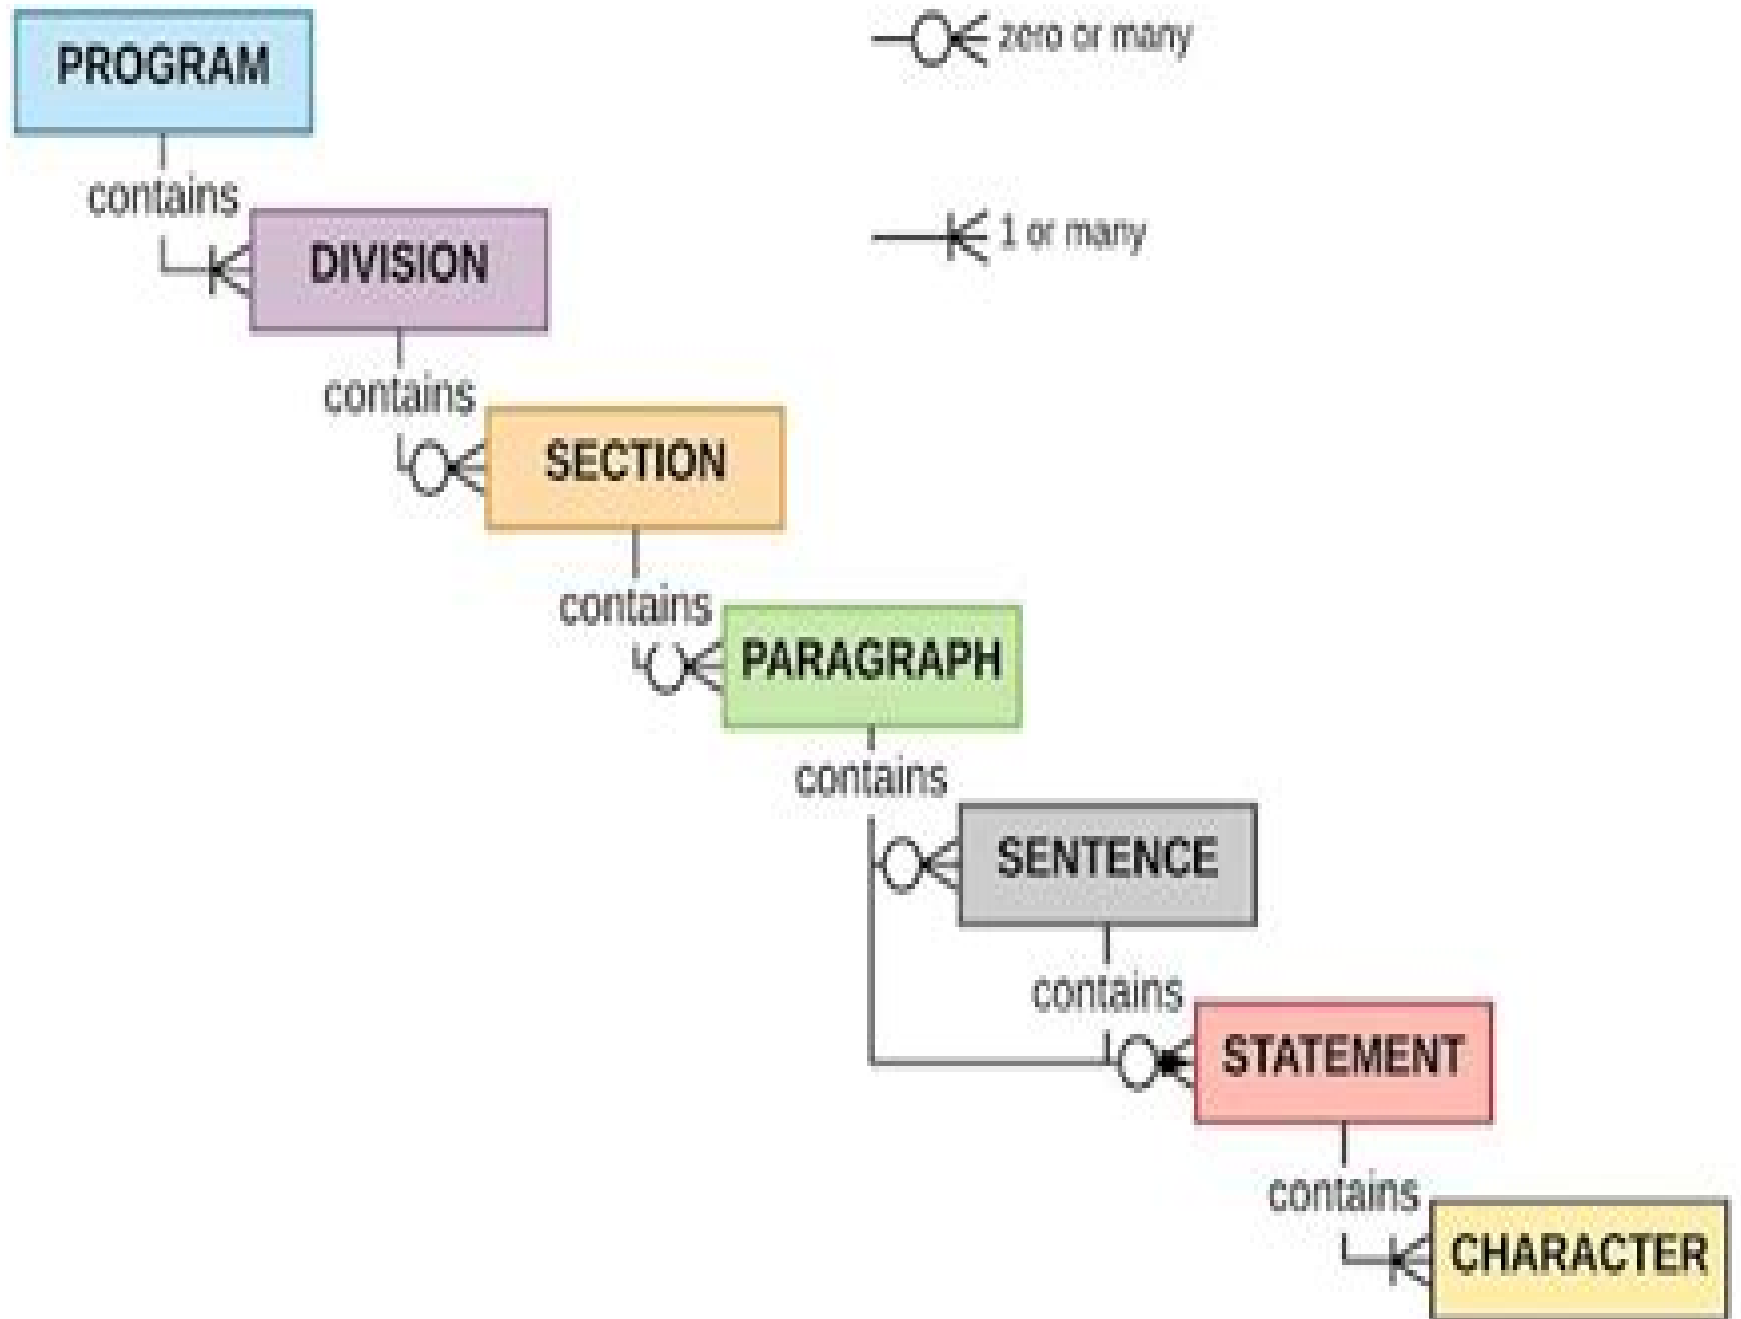 PROGRAM
zero or many
contains
DIVISION
1 or many
contains
SECTION
contains
PARAGRAPH
contains
SENTENCE
contains
STATEMENT
contains
CHARACTER